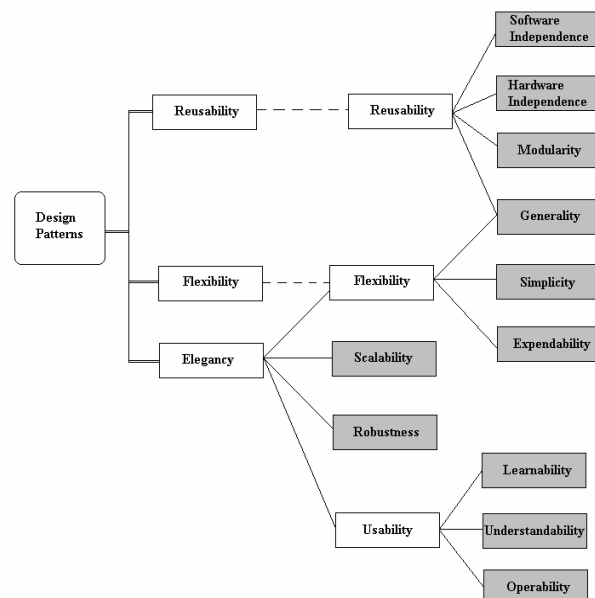 Software
Independence
Hardware
Independence
Reusability
Reusability
Modularity
Design
Patterns
Generality
Flexibility
Flexibility
Simplicity
Elegancy
Scalability
Expendability
Robustness
Learnability
Usability
Understandability
Operability